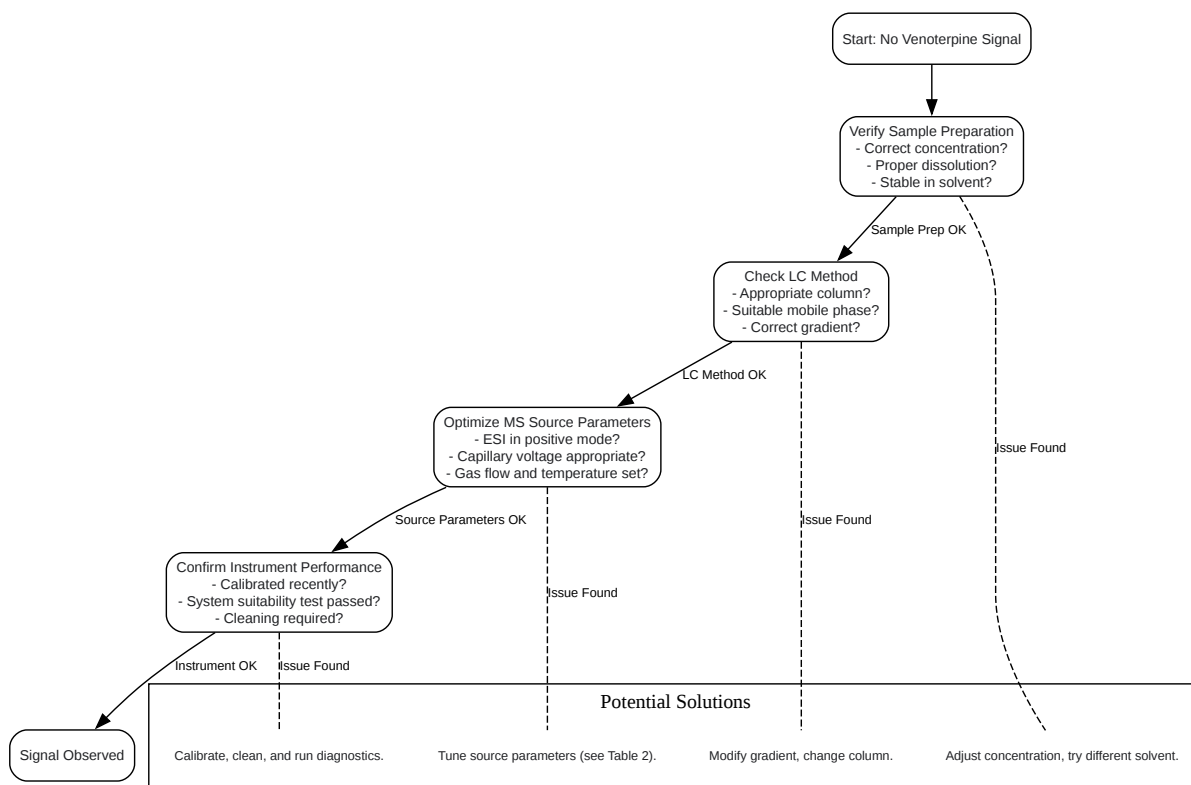 Start: No Venoterpine Signal
Verify Sample Preparation
- Correct concentration?
- Proper dissolution?
- Stable in solvent?
Sample Prep OK
Check LC Method
- Appropriate column?
- Suitable mobile phase?
- Correct gradient?
LC Method OK
Issue Found
Optimize MS Source Parameters
- ESI in positive mode?
- Capillary voltage appropriate?
- Gas flow and temperature set?
Source Parameters OK
Issue Found
Confirm Instrument Performance
- Calibrated recently?
- System suitability test passed?
- Cleaning required?
Issue Found
Instrument OK
Issue Found
Potential Solutions
Signal Observed
Calibrate, clean, and run diagnostics.
Tune source parameters (see Table 2).
Modify gradient, change column.
Adjust concentration, try different solvent.